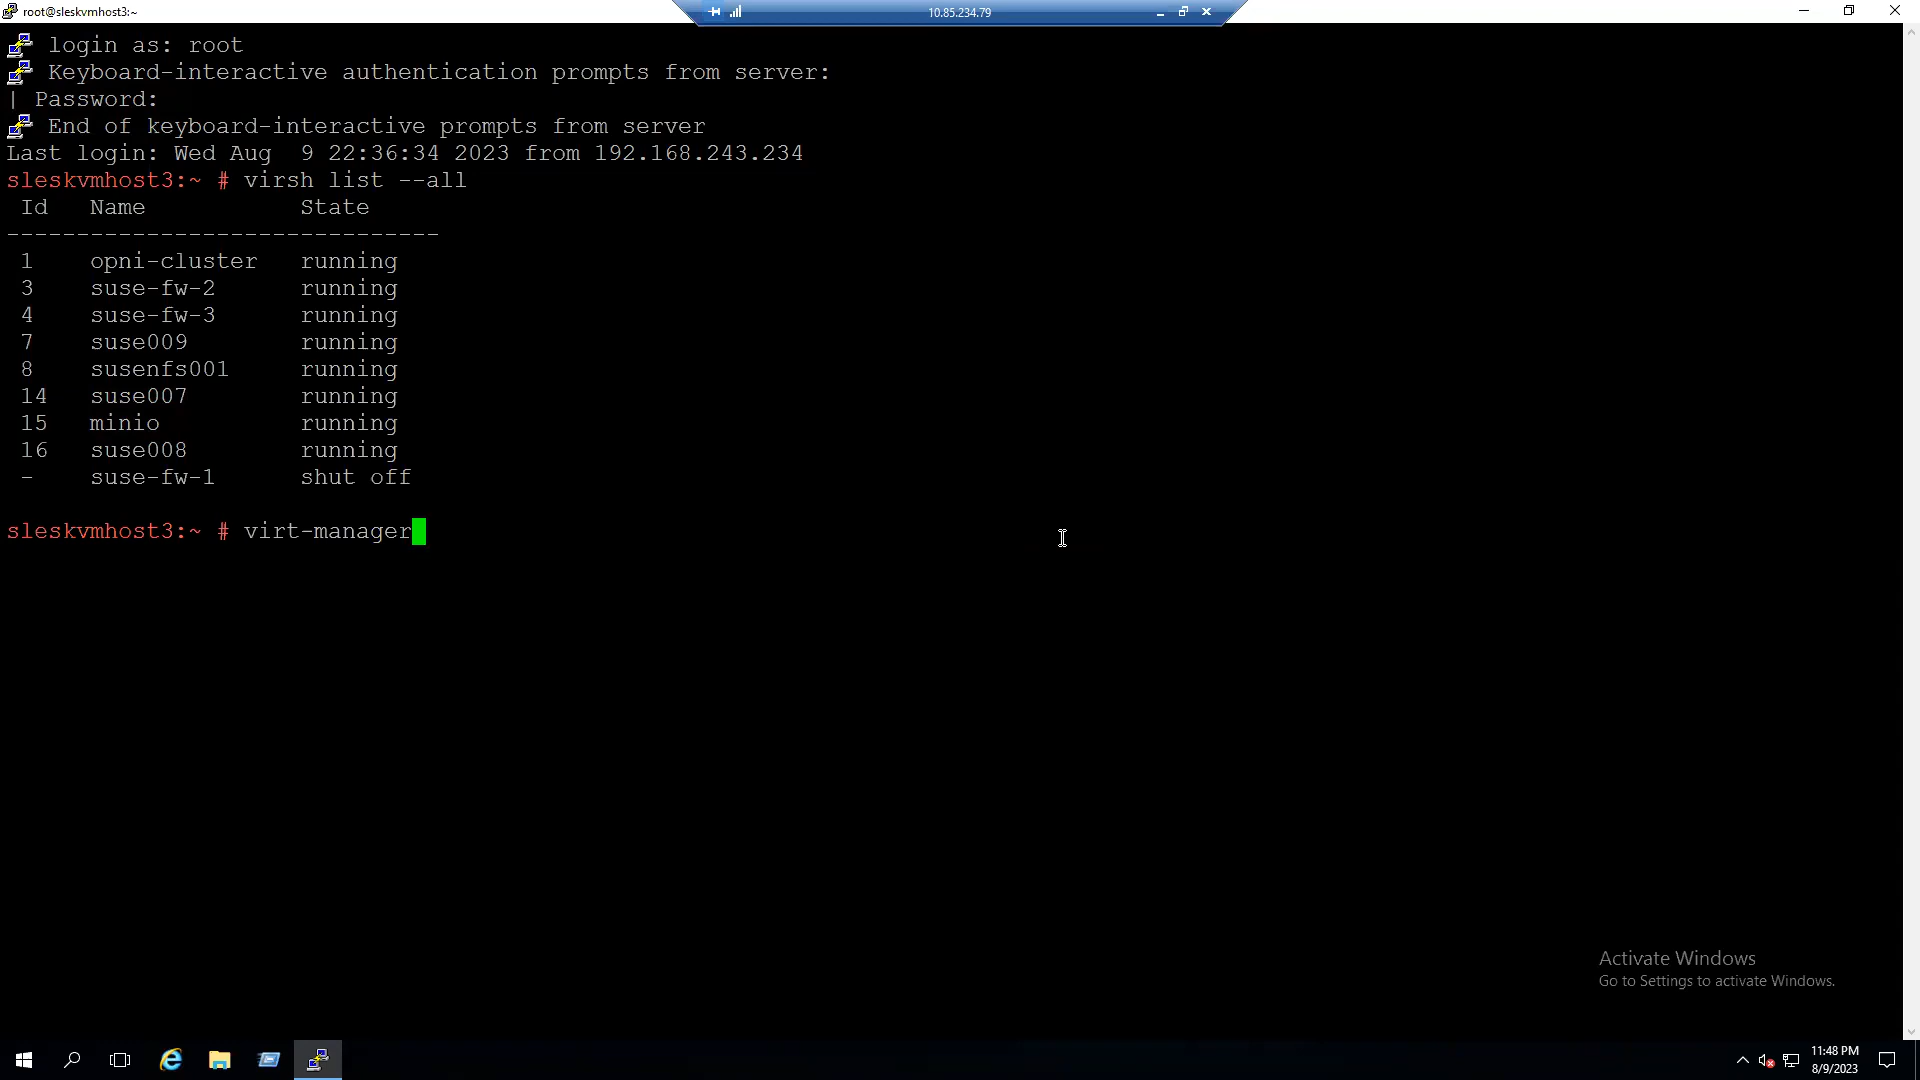 root@sleskvmhost3:~
10.85.234.79
login as: root
Keyboard-interactive authentication prompts from server:
| Password:
End of keyboard-interactive prompts from server
Last login: Wed Aug  9 22:36:34 2023 from 192.168.243.234
sleskvmhost3:~ # virsh list --all
 Id   Name           State
-------------------------------
 1    opni-cluster   running
 3    suse-fw-2      running
 4    suse-fw-3      running
 7    suse009        running
 8    susenfs001     running
 14   suse007        running
 15   minio          running
 16   suse008        running
 -    suse-fw-1      shut off
sleskvmhost3:~ # virt-manager
Activate Windows
Go to Settings to activate Windows.
11:48 PM
8/9/2023